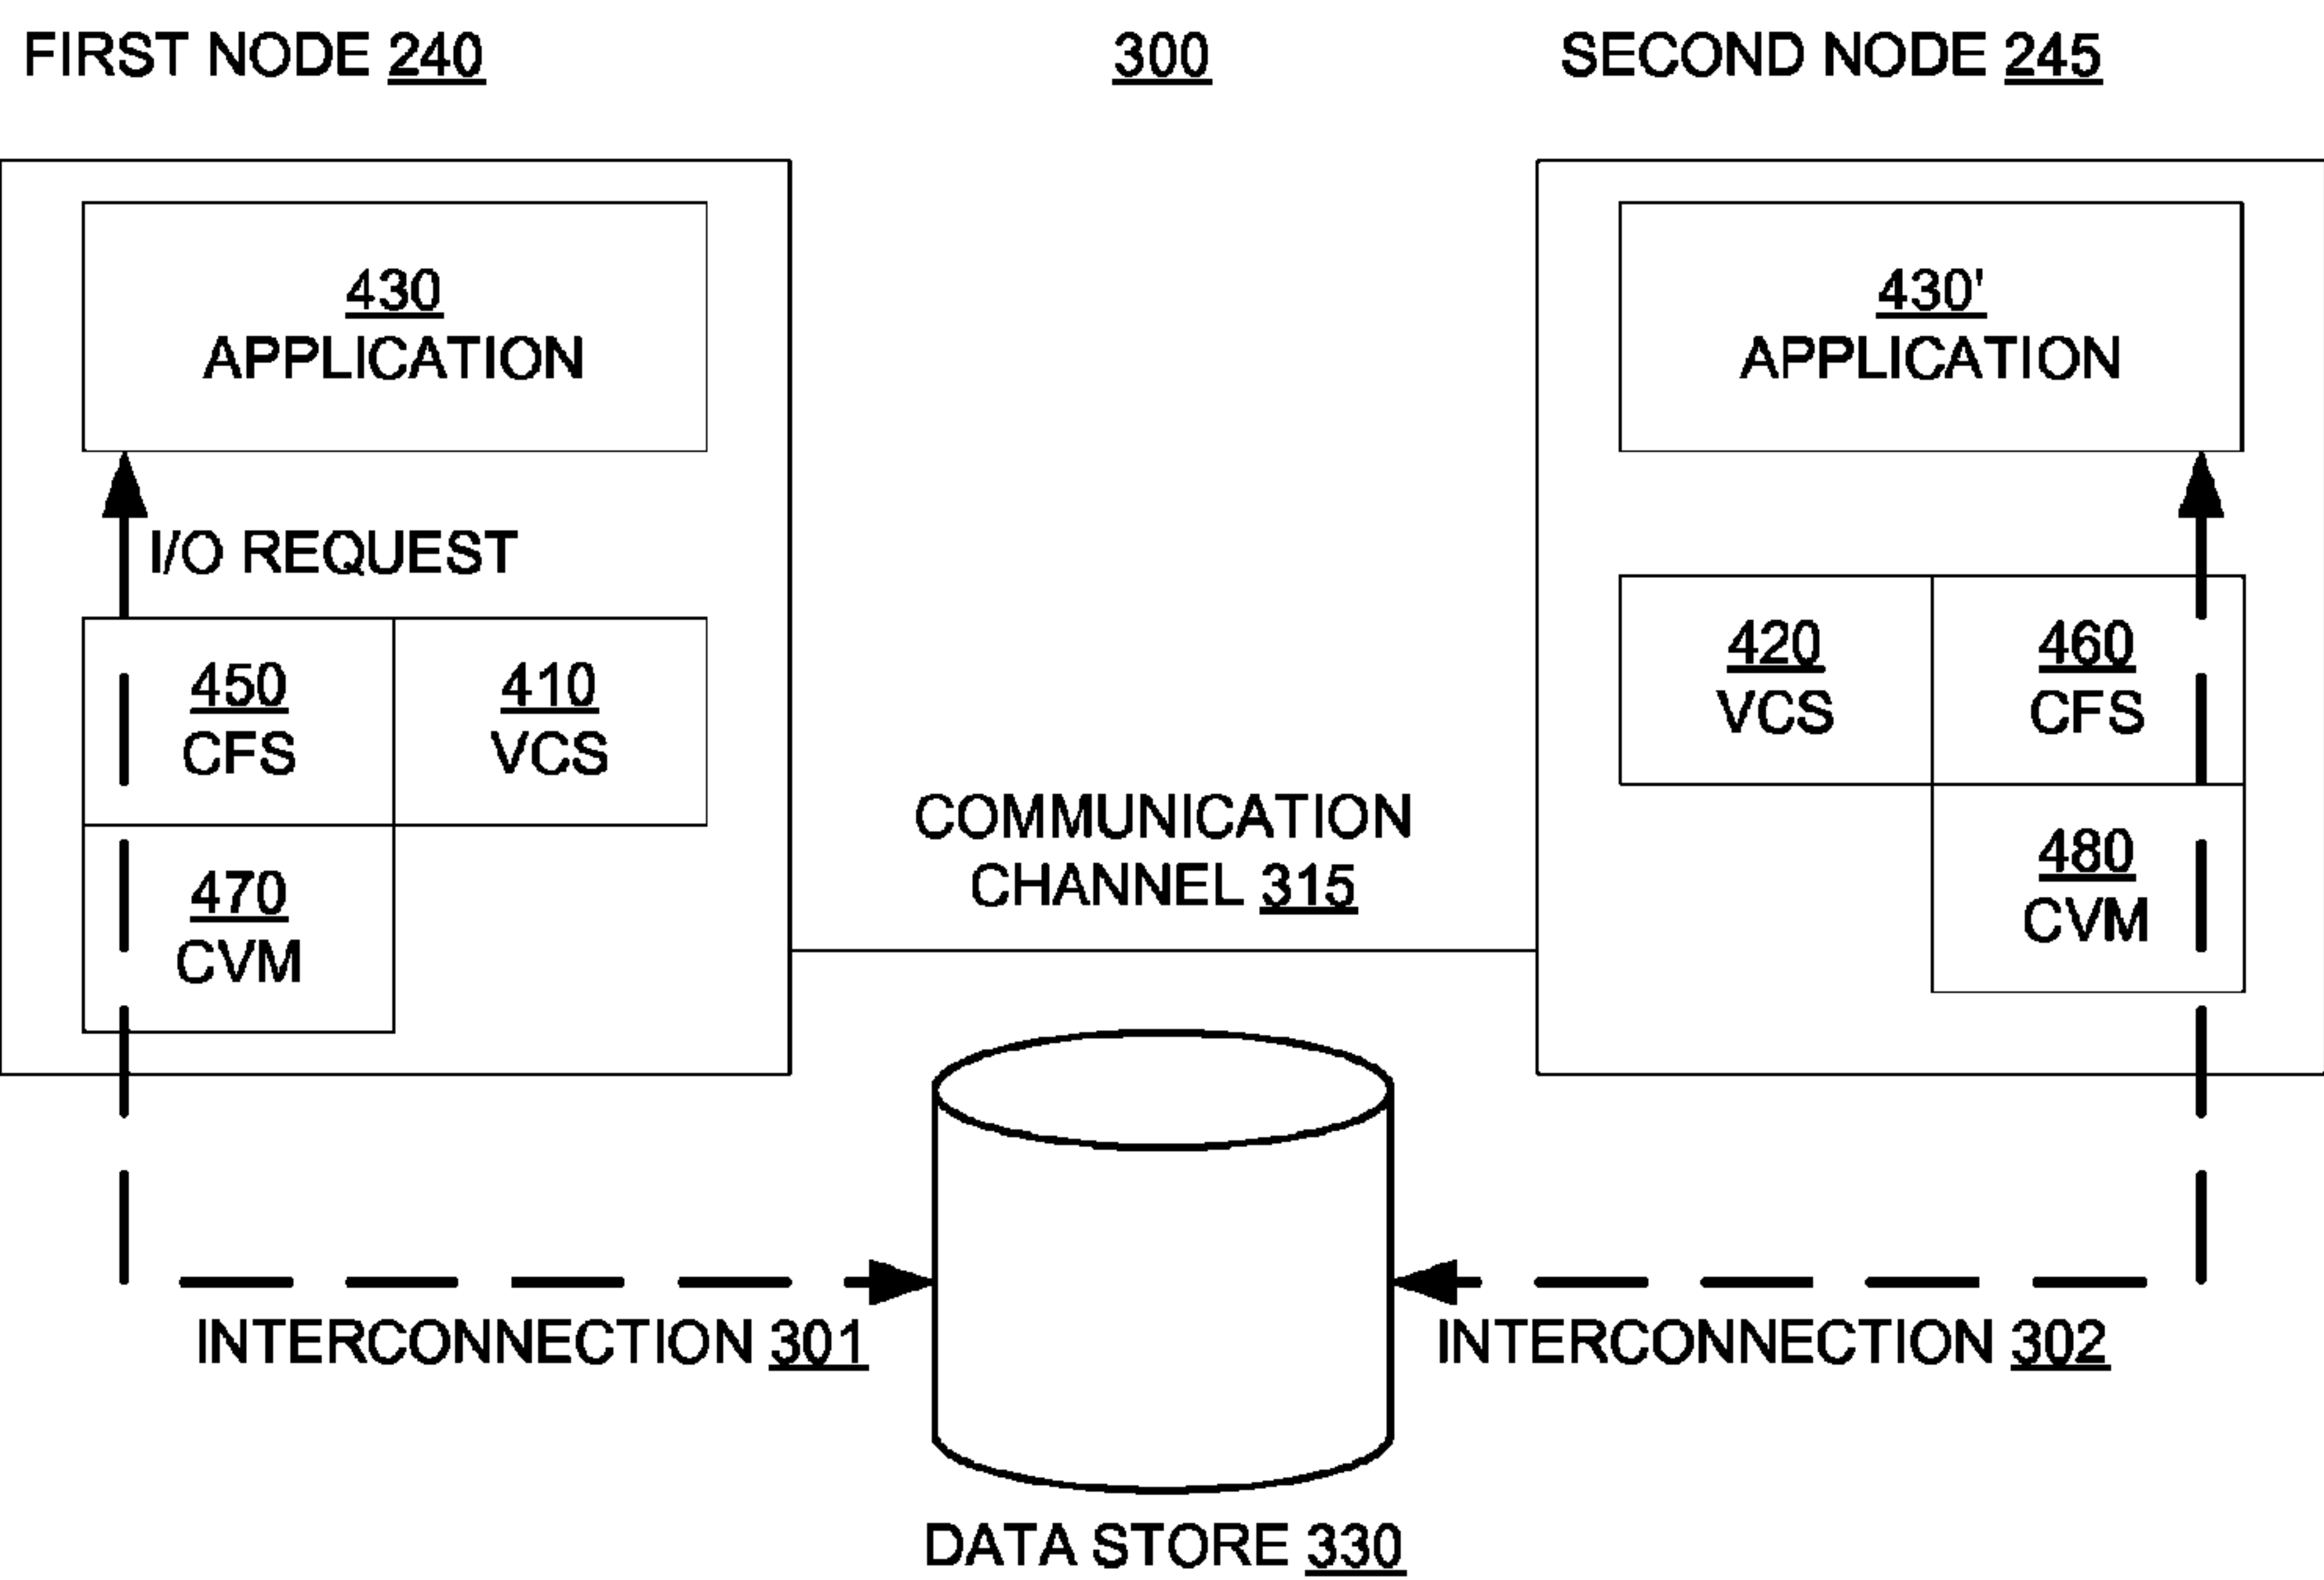 FIRST NODE 240
300
SECOND NODE 245
430
APPLICATION
430'
APPLICATION
I/O REQUEST
450
CFS
410
VCS
420
VCS
460
CFS
470
CVM
COMMUNICATION
CHANNEL 315
480
CVM
INTERCONNECTION 301
INTERCONNECTION 302
DATA STORE 330